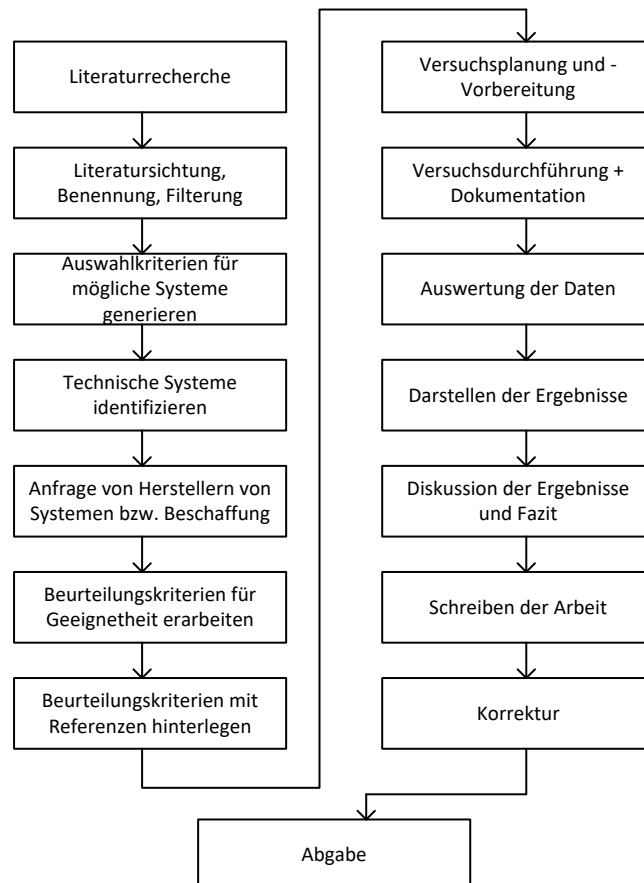 Literaturrecherche
Literatursichtung,
Benennung, Filterung
Auswahlkriterien für
mögliche Systeme
generieren
Technische Systeme
identifizieren
Anfrage von Herstellern von
Systemen bzw. Beschaffung
Beurteilungskriterien für
Geeignetheit erarbeiten
Beurteilungskriterien mit
Referenzen hinterlegen
Versuchsplanung und -
Vorbereitung
Versuchsdurchführung +
Dokumentation
Auswertung der Daten
Darstellen der Ergebnisse
Diskussion der Ergebnisse
und Fazit
Schreiben der Arbeit
Korrektur
Abgabe